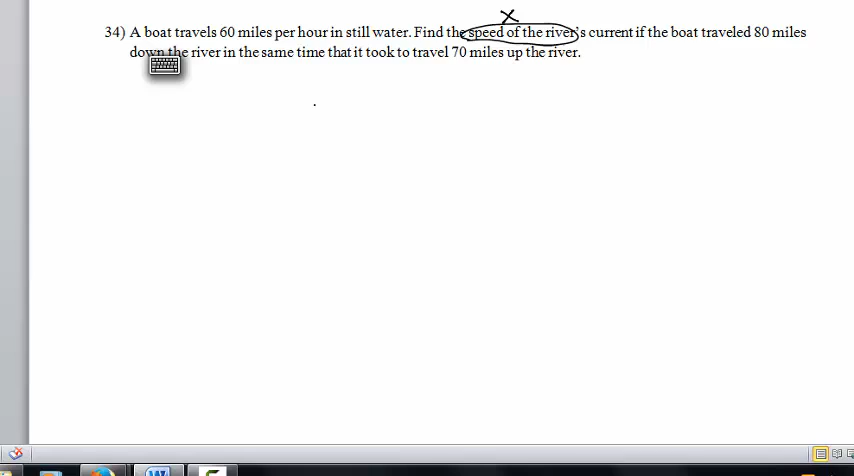 x
34) A boat travels 60 miles per hour in still water. Find the speed of the river's current if the boat traveled 80 miles
down the river in the same time that it took to travel 70 miles up the river.
W